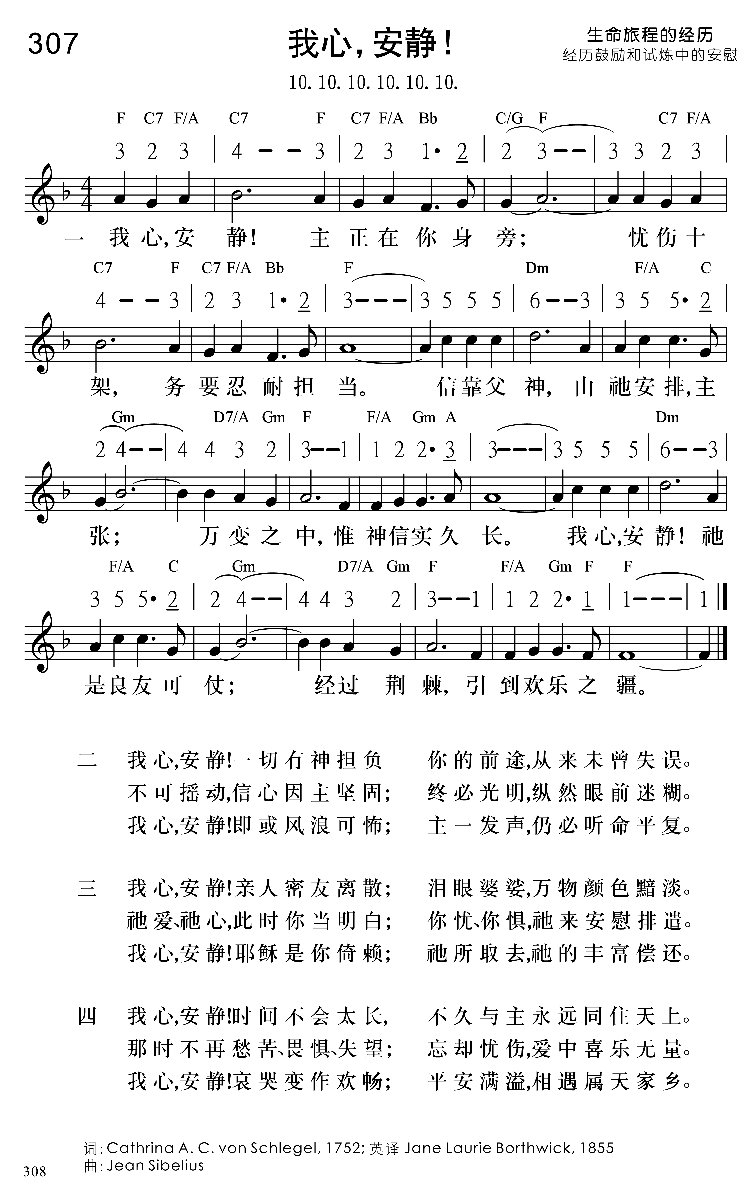 307
我心，安静！
生命旅程的经历
经历鼓励和试炼中的安慰
10. 10. 10. 10. 10. 10.
F C7 F/A C7 F C7 F/A Bb C/G F C7 F/A
3 2 3 | 4 - - 3 | 2 3 1• 2 | 2 3 - - | 3 3 2 3 |
一 我心,安静! 主正在你身旁; 忧伤十
C7 F C7 F/A Bb F Dm F/A C
4 - - 3 | 2 3 1• 2 | 3 - - - | 3 5 5 5 | 6 - - 3 | 3 5 5• 2 |
架, 务要忍耐担当。 信靠父神, 由祂安排,主
Gm D7/A Gm F F/A Gm A Dm
2 4 - - | 4 4 3 2 | 3 - - 1 | 1 2 2• 3 | 3 - - - | 3 5 5 5 | 6 - - 3 |
张; 万变之中, 惟神信实久长。 我心,安静! 祂
F/A C Gm D7/A Gm F F/A Gm F F
3 5 5• 2 | 2 4 - - | 4 4 3 2 | 3 - - 1 | 1 2 2• 1 | 1 - - - | 1 |
是良友可仗; 经过荆棘, 引到欢乐之疆。
二 我心,安静!一切有神担负 你的前途,从来未曾失误。
不可摇动,信心因主坚固; 终必光明,纵然眼前迷糊。
我心,安静!即或风浪可怖; 主一发声,仍必听命平复。
三 我心,安静!亲人密友离散; 泪眼婆娑,万物颜色黯淡。
祂爱、祂心,此时你当明白; 你忧、你惧,祂来安慰排遣。
我心,安静!耶稣是你倚赖; 祂所取去,祂的丰富偿还。
四 我心,安静!时间不会太长, 不久与主永远同住天上。
那时不再愁苦、畏惧、失望; 忘却忧伤,爱中喜乐无量。
我心,安静!哀哭变作欢畅; 平安满溢,相遇属天家乡。
词: Cathrina A. C. von Schlegel, 1752; 英译 Jane Laurie Borthwick, 1855
曲: Jean Sibelius
308